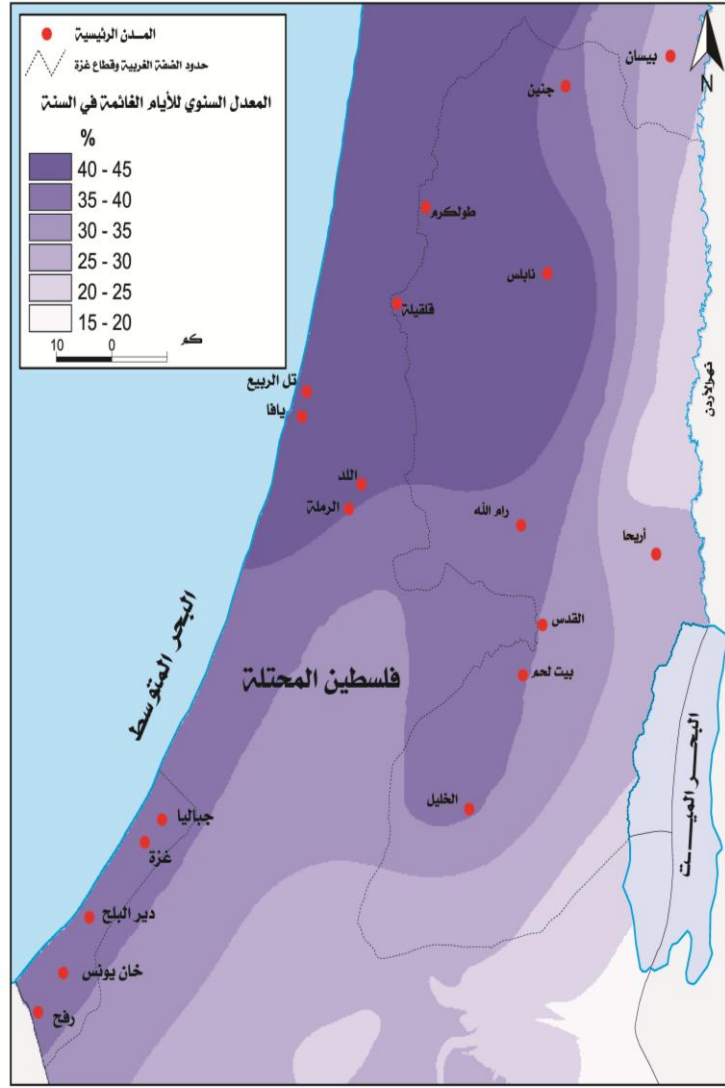 المدن الرئيسية
حدود الضفة الغربية وقطاع غزة
المعدل السنوي للأيام الغائمة في السنة
%
40 - 45
35 - 40
30 - 35
25 - 30
20 - 25
15 - 20
كم
10 0
N
بيسان
جنين
طولكرم
نابلس
قلقيلة
نهر الأردن
تل الربيع
يافا
اللد
الرملة
رام الله
أريحا
القدس
بيت لحم
البحر المتوسط
فلسطين المحتلة
البحر الميت
الخليل
جباليا
غزة
دير البلح
خان يونس
رفح